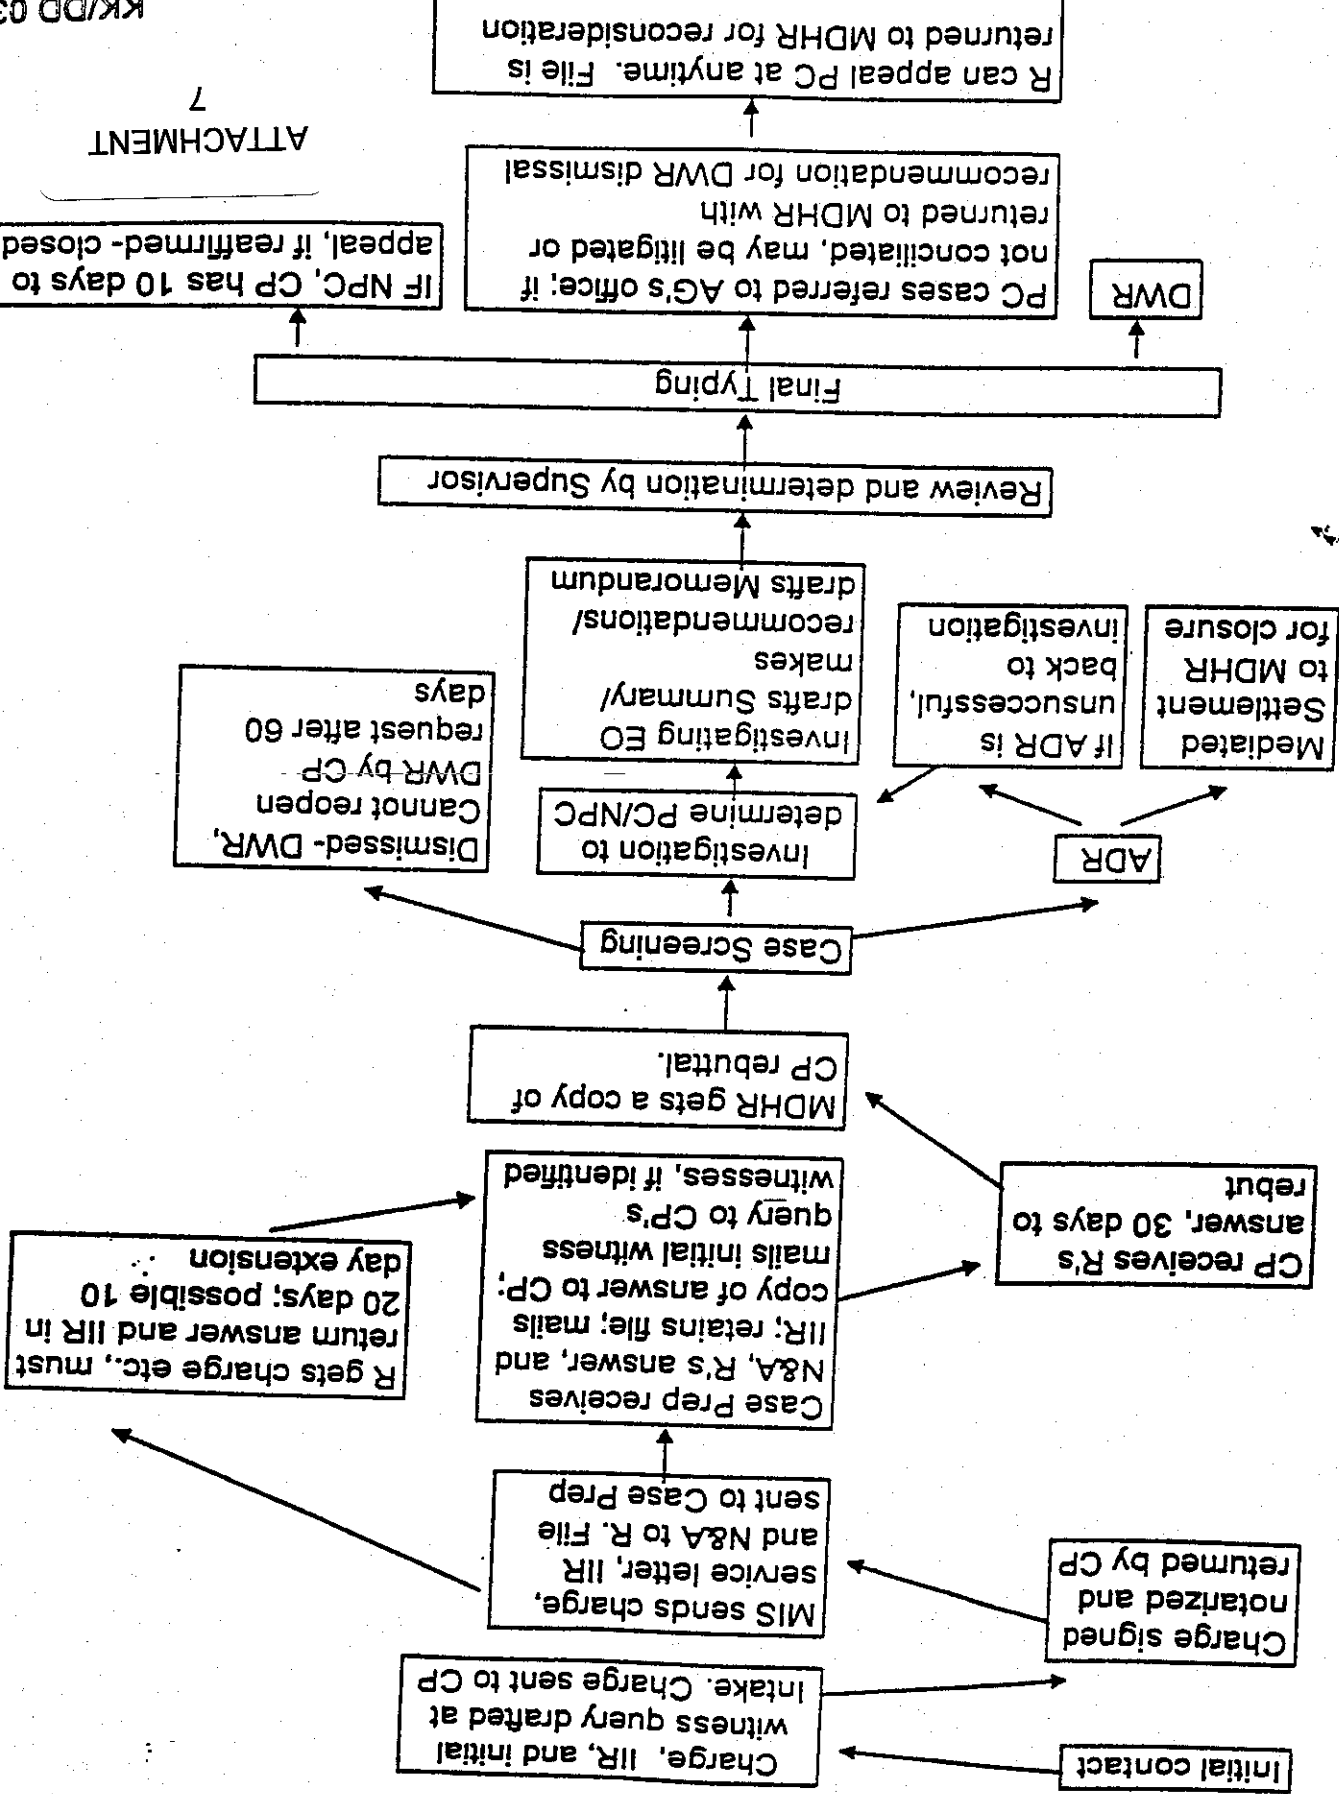 Initial contact
Charge, IIR, and initial
witness query drafted at
Intake. Charge sent to CP
Charge signed
notarized and
returned by CP
MIS sends charge,
service letter, IIR
and N&A to R. File
sent to Case Prep
R gets charge etc., must
return answer and IIR in
20 days; possible 10
day extension
Case Prep receives
N&A, R's answer, and
IIR; retains file; mails
copy of answer to CP;
mails initial witness
query to CP's
witnesses, if identified
CP receives R's
answer, 30 days to
rebut
MDHR gets a copy of
CP rebuttal.
Case Screening
ADR
Investigation to
determine PC/NPC
Dismissed- DWR,
Cannot reopen
DWR by CP
request after 60
days
Mediated
Settlement
to MDHR
for closure
If ADR is
unsuccessful,
back to
investigation
Investigating EO
drafts Summary/
makes
recommendations/
drafts Memorandum
Review and determination by Supervisor
Final Typing
DWR
PC cases referred to AG's office; if
not conciliated, may be litigated or
returned to MDHR with
recommendation for DWR dismissal
IF NPC, CP has 10 days to
appeal, if reaffirmed- closed
R can appeal PC at anytime. File is
returned to MDHR for reconsideration
ATTACHMENT
7
KK/DD 03